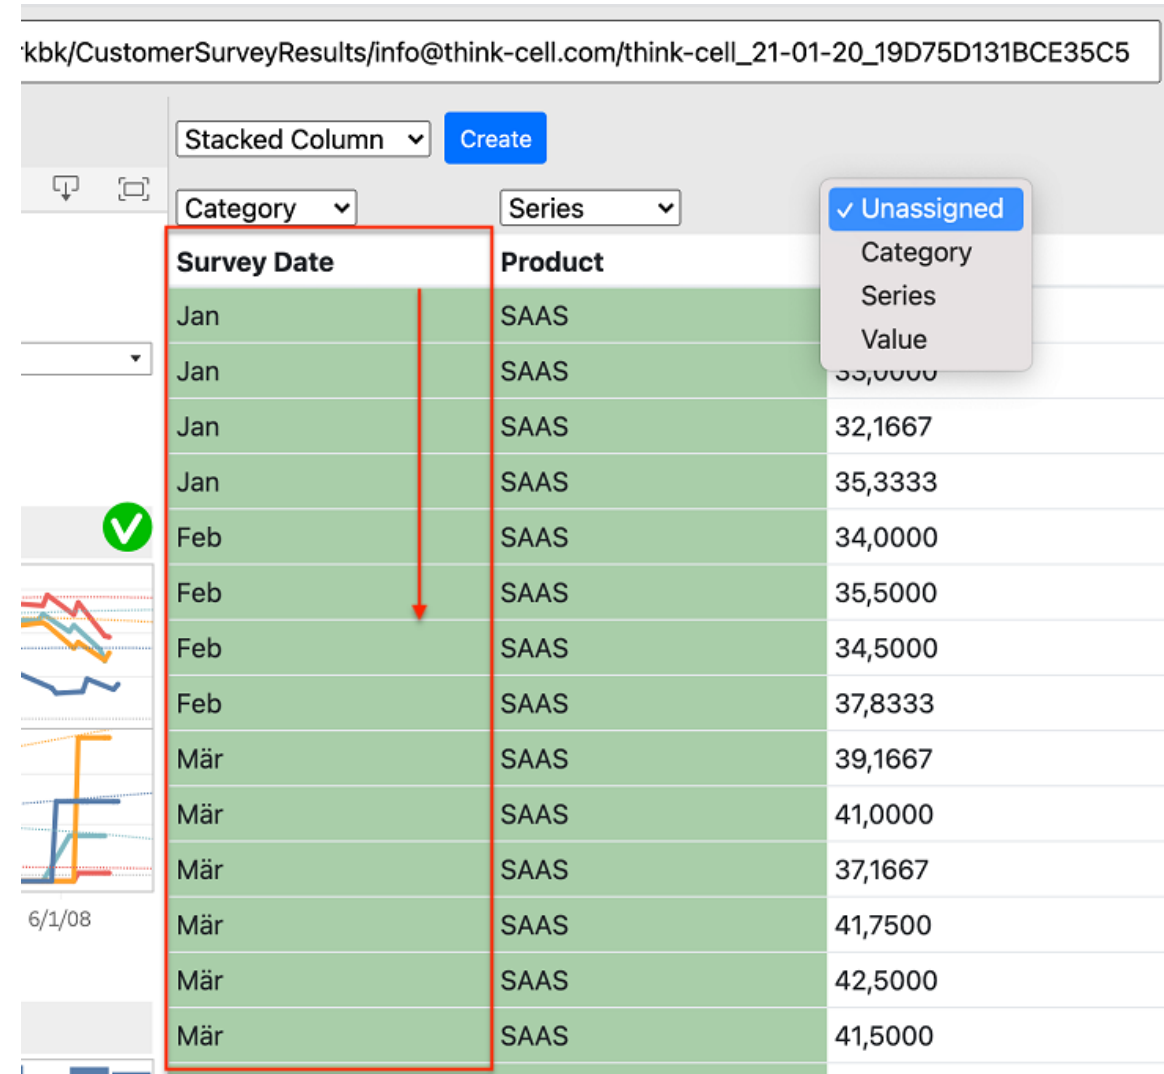 kbk/CustomerSurveyResults/info@think-cell.com/think-cell_21-01-20_19D75D131BCE35C5
Stacked Column Create
Category Series ✓ Unassigned
Category
Series
Value
Survey Date Product
Jan SAAS
Jan SAAS 33,0000
Jan SAAS 32,1667
Jan SAAS 35,3333
Feb SAAS 34,0000
Feb SAAS 35,5000
Feb SAAS 34,5000
Feb SAAS 37,8333
Mär SAAS 39,1667
Mär SAAS 41,0000
Mär SAAS 37,1667
Mär SAAS 41,7500
Mär SAAS 42,5000
Mär SAAS 41,5000
6/1/08